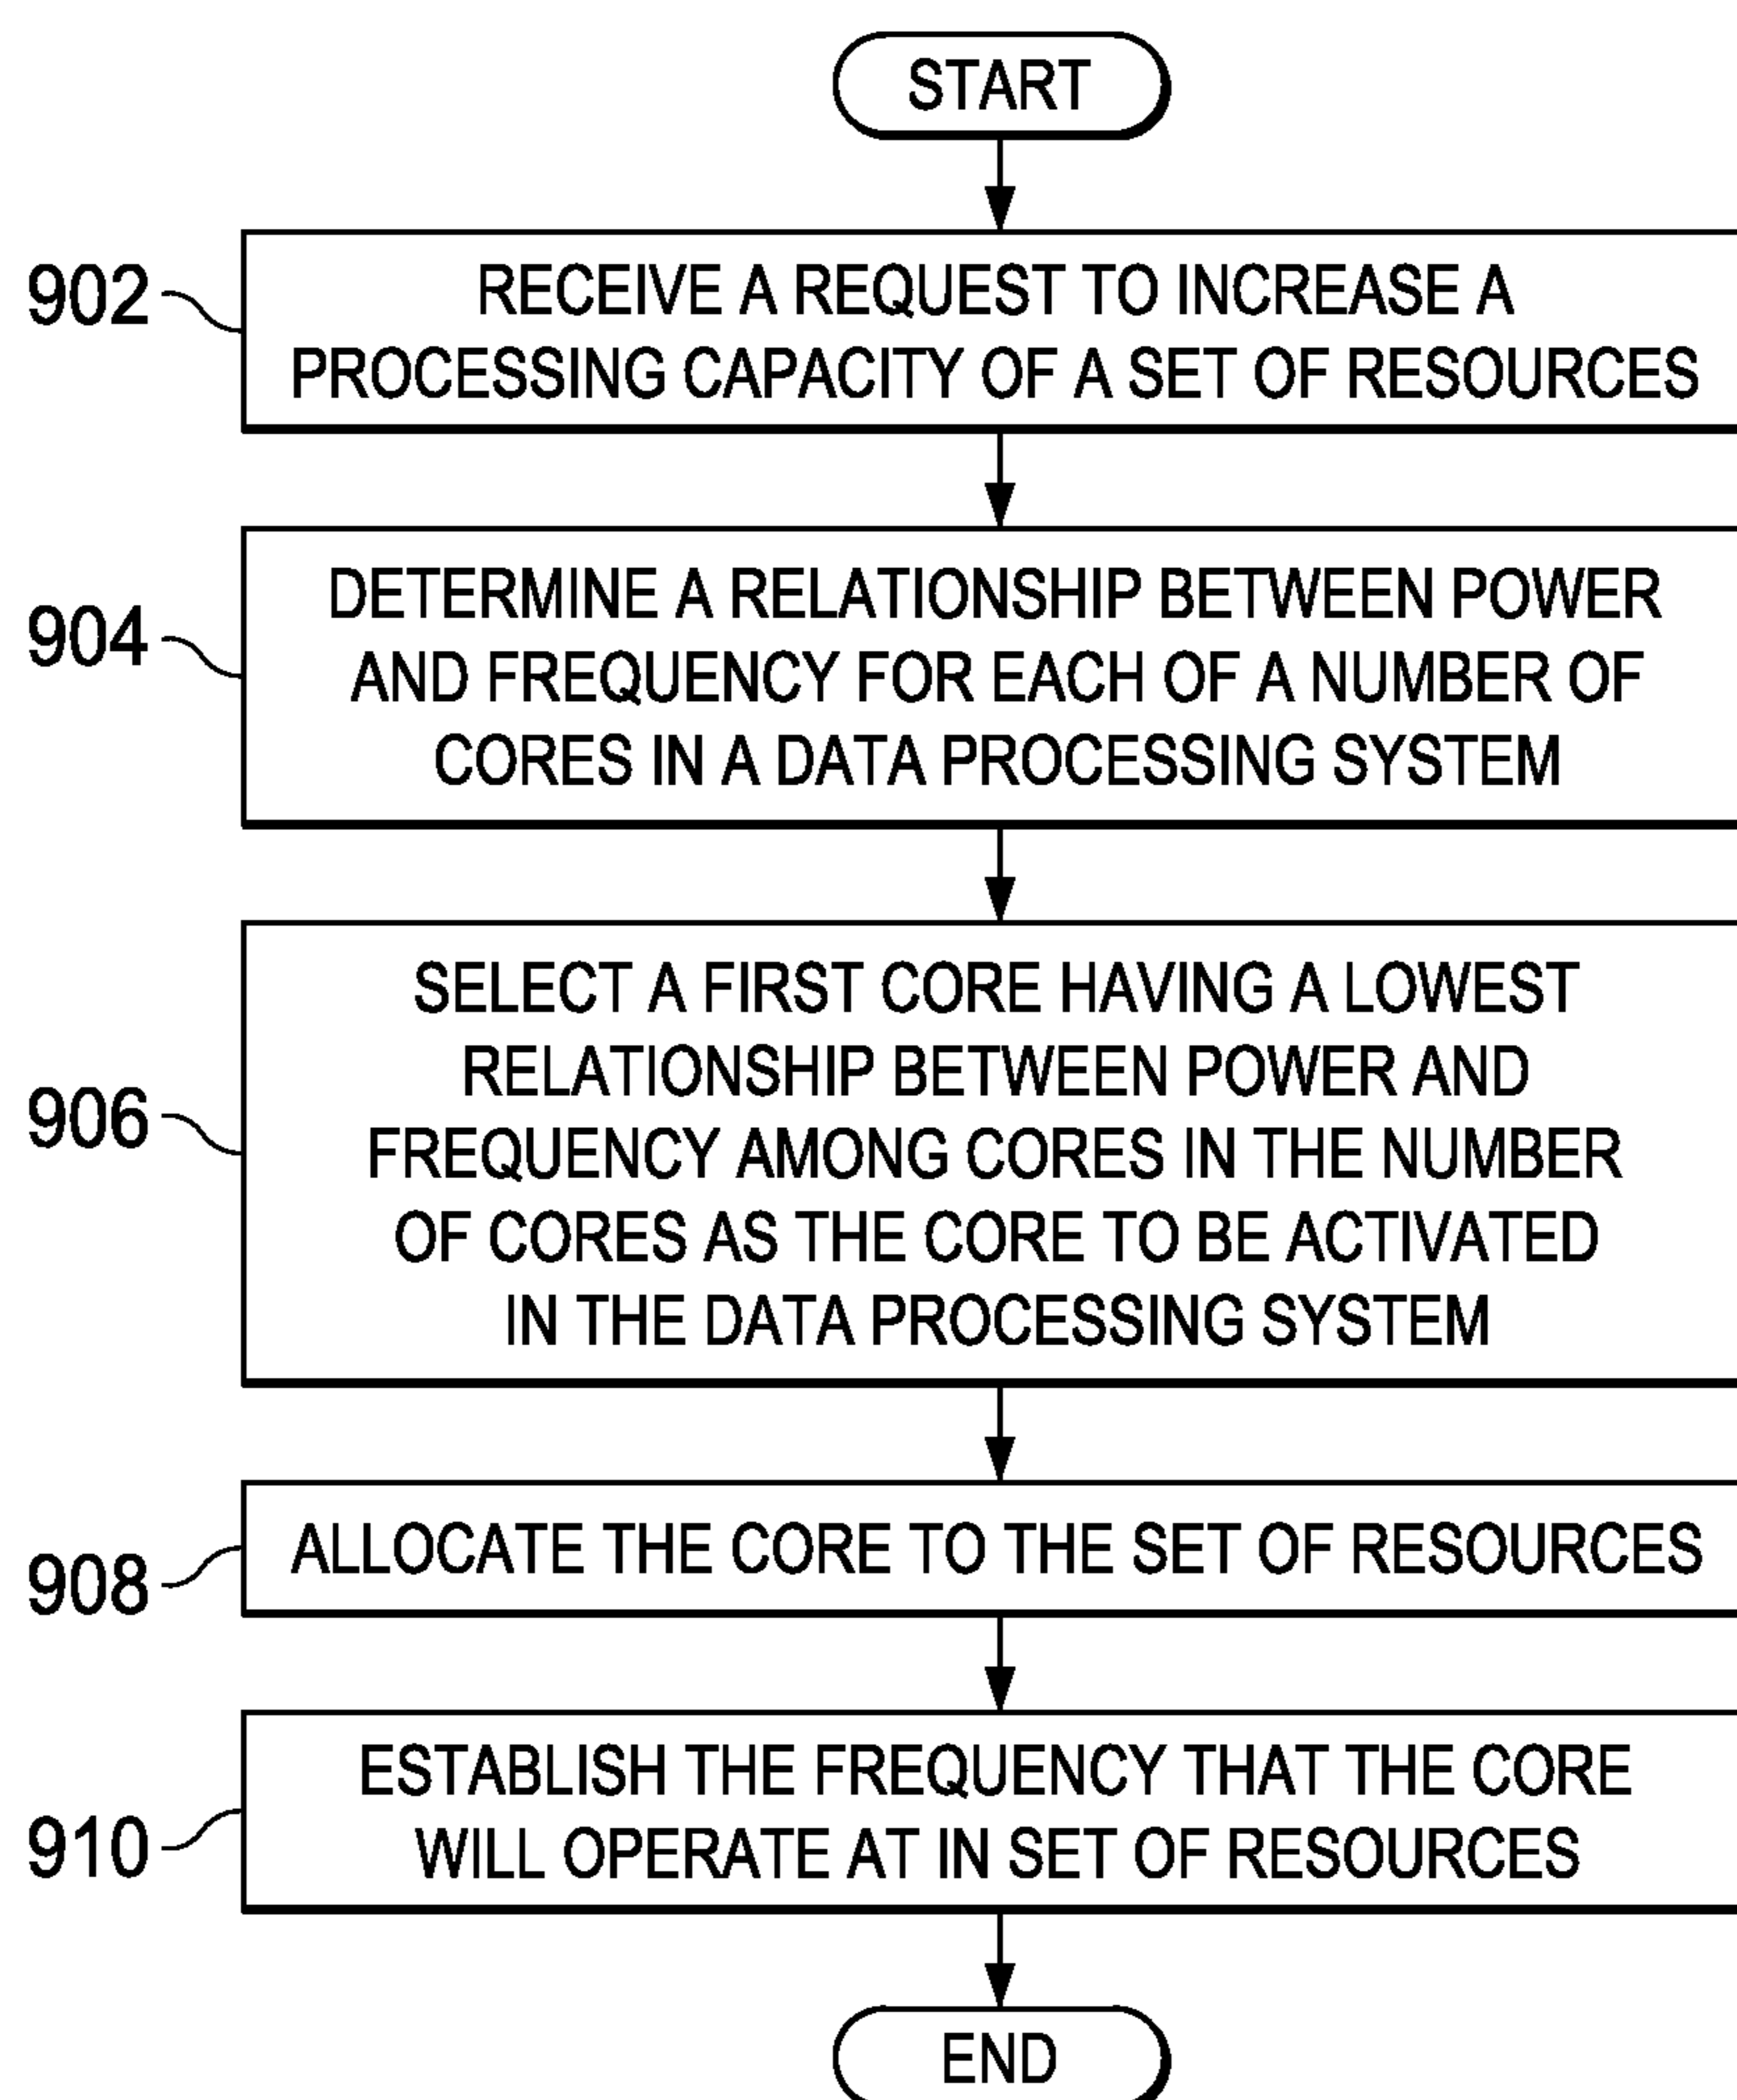 START
902
RECEIVE A REQUEST TO INCREASE A
PROCESSING CAPACITY OF A SET OF RESOURCES
904
DETERMINE A RELATIONSHIP BETWEEN POWER
AND FREQUENCY FOR EACH OF A NUMBER OF
CORES IN A DATA PROCESSING SYSTEM
906
SELECT A FIRST CORE HAVING A LOWEST
RELATIONSHIP BETWEEN POWER AND
FREQUENCY AMONG CORES IN THE NUMBER
OF CORES AS THE CORE TO BE ACTIVATED
IN THE DATA PROCESSING SYSTEM
908
ALLOCATE THE CORE TO THE SET OF RESOURCES
910
ESTABLISH THE FREQUENCY THAT THE CORE
WILL OPERATE AT IN SET OF RESOURCES
END